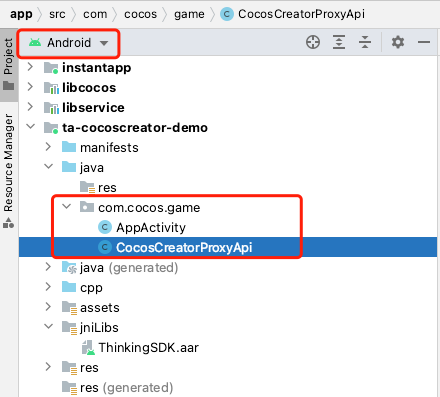 app › src › com › cocos › game › CocosCreatorProxyApi
Project
Resource Manager
Android
instantapp
libcocos
libservice
ta-cocoscreator-demo
manifests
java
res
com.cocos.game
AppActivity
CocosCreatorProxyApi
java (generated)
cpp
assets
jniLibs
ThinkingSDK.aar
res
res (generated)